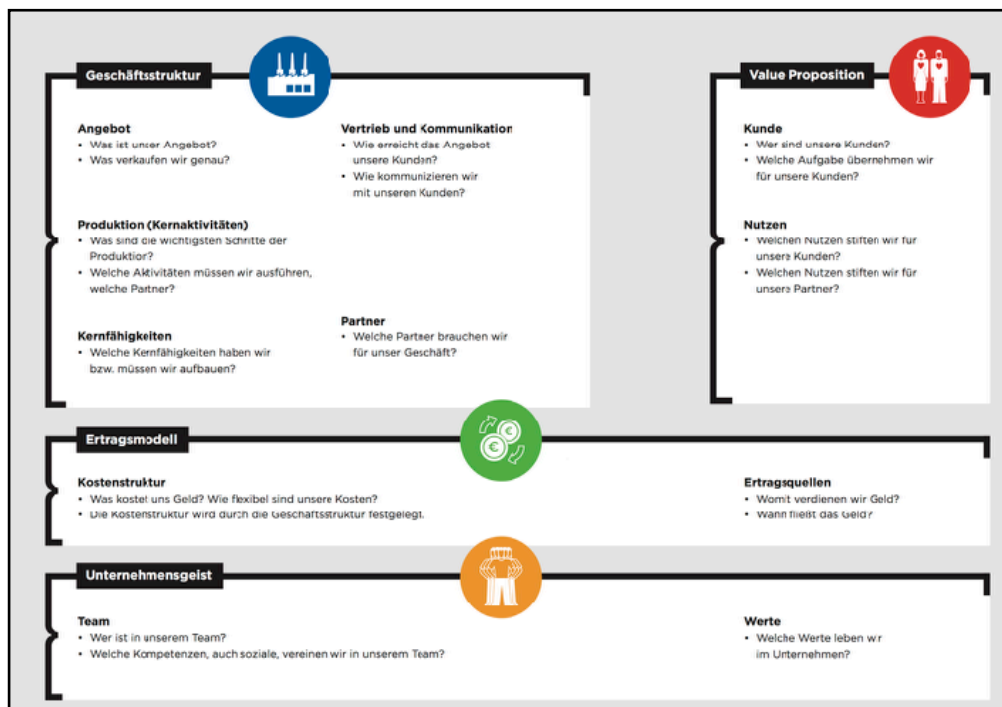 Geschäftsstruktur
Angebot
• Was ist unser Angebot?
• Was verkaufen wir genau?
Produktion (Kernaktivitäten)
• Was sind die wichtigsten Schritte der
Produktion?
• Welche Aktivitäten müssen wir ausführen,
welche Partner?
Kernfähigkeiten
• Welche Kernfähigkeiten haben wir
bzw. müssen wir aufbauen?
Vertrieb und Kommunikation
• Wie erreicht das Angebot
unsere Kunden?
• Wie kommunizieren wir
mit unseren Kunden?
Partner
• Welche Partner brauchen wir
für unser Geschäft?
Value Proposition
Kunde
• Wer sind unsere Kunden?
• Welche Aufgabe übernehmen wir
für unsere Kunden?
Nutzen
• Welchen Nutzen stiften wir für
unsere Kunden?
• Welchen Nutzen stiften wir für
unsere Partner?
Ertragsmodell
€
€
Kostenstruktur
• Was kostet uns Geld? Wie flexibel sind unsere Kosten?
• Die Kostenstruktur wird durch die Geschäftsstruktur festgelegt.
Ertragsquellen
• Womit verdienen wir Geld?
• Wann fließt das Geld?
Unternehmensgeist
Team
• Wer ist in unserem Team?
• Welche Kompetenzen, auch soziale, vereinen wir in unserem Team?
Werte
• Welche Werte leben wir
im Unternehmen?